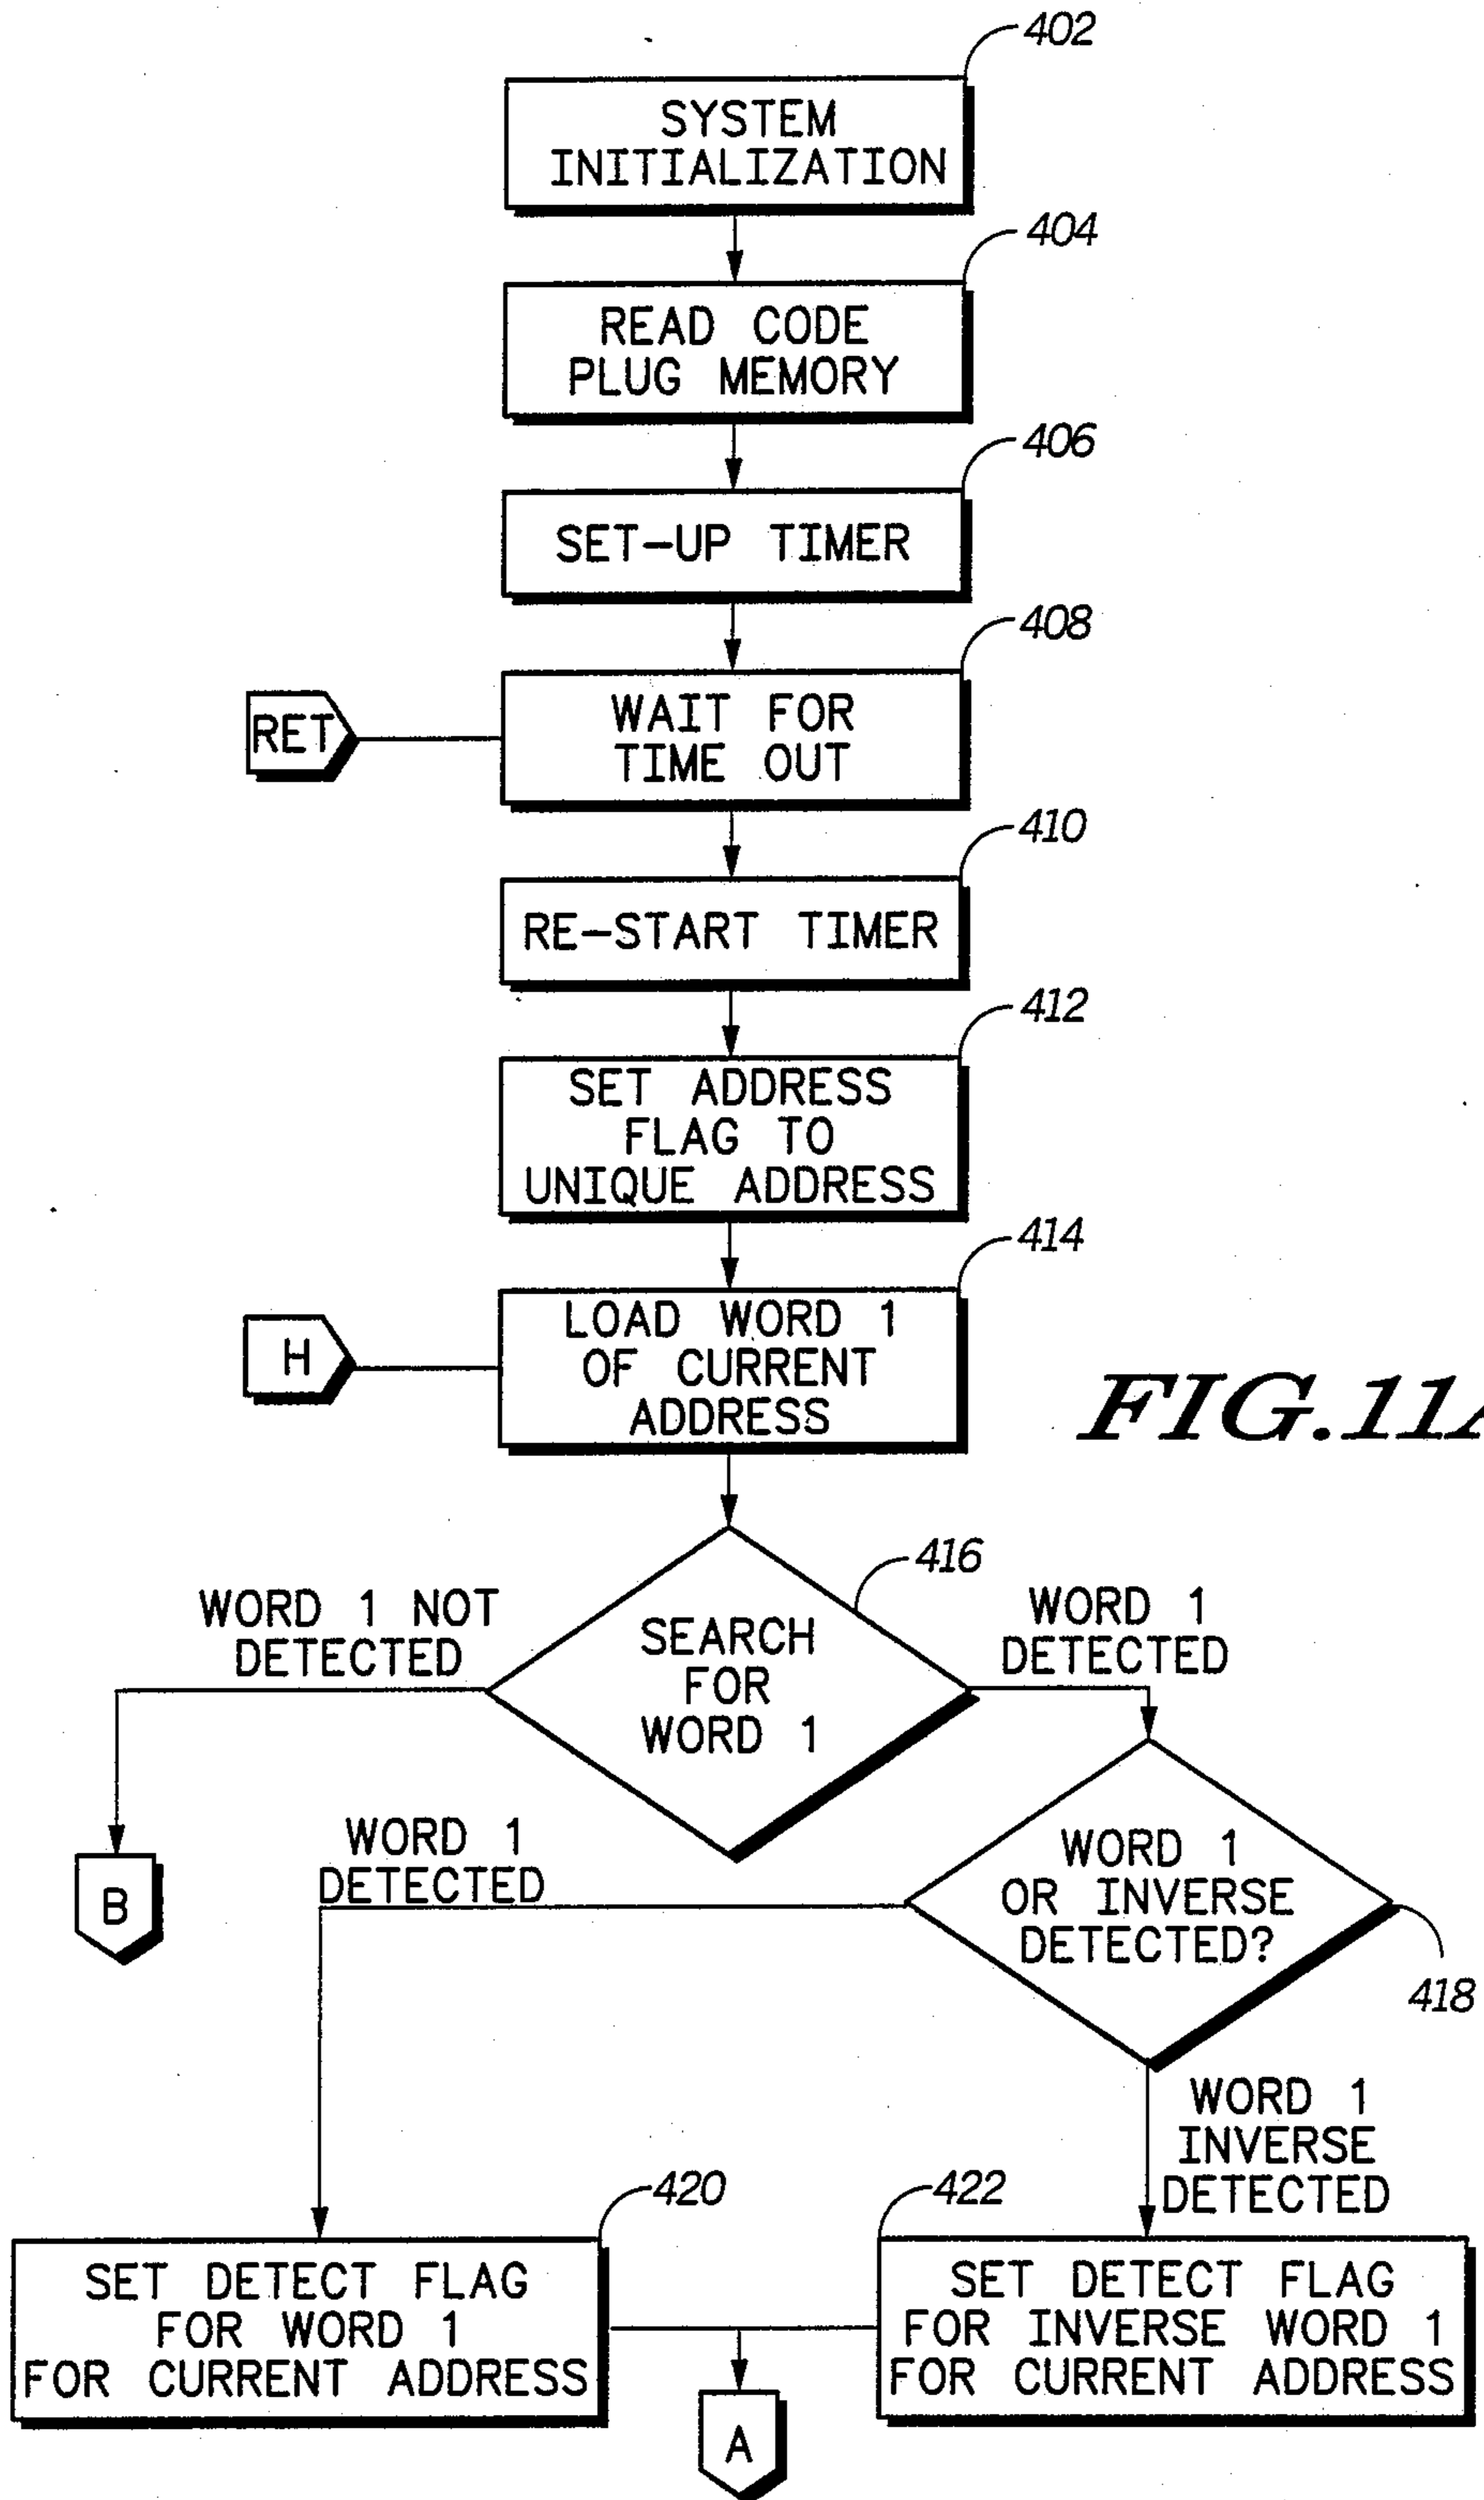 402
SYSTEM
INITIALIZATION
404
READ CODE
PLUG MEMORY
406
SET-UP TIMER
408
RET
WAIT FOR
TIME OUT
410
RE-START TIMER
412
SET ADDRESS
FLAG TO
UNIQUE ADDRESS
414
H
LOAD WORD 1
OF CURRENT
ADDRESS
FIG.11A
416
WORD 1 NOT
DETECTED
SEARCH
FOR
WORD 1
WORD 1
DETECTED
B
WORD 1
DETECTED
WORD 1
OR INVERSE
DETECTED?
418
WORD 1
INVERSE
DETECTED
420
422
SET DETECT FLAG
FOR WORD 1
FOR CURRENT ADDRESS
SET DETECT FLAG
FOR INVERSE WORD 1
FOR CURRENT ADDRESS
A